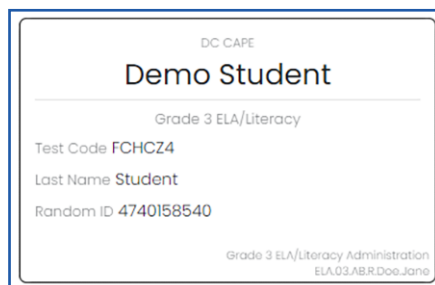 DC CAPE
Demo Student
Grade 3 ELA/Literacy
Test Code FCHCZ4
Last Name Student
Random ID 4740158540
Grade 3 ELA/Literacy Administration
ELA.03.AB.R.Doe.Jane